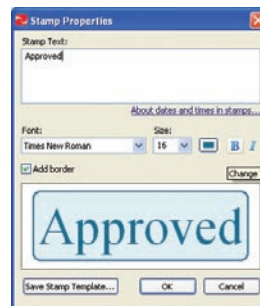 Stamp Properties
Stamp Text:
Approved
About dates and times in stamps...
Font:
Size:
Times New Roman
16
B I
Add border
Change
Approved
Save Stamp Template...
OK
Cancel